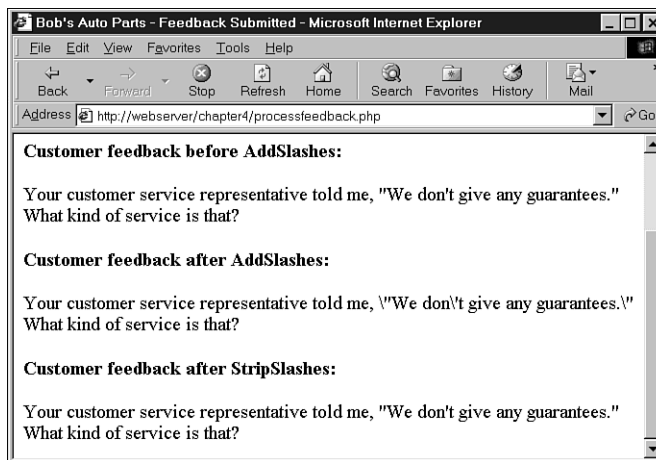 Bob's Auto Parts - Feedback Submitted - Microsoft Internet Explorer
File Edit View Favorites Tools Help
Back Forward Stop Refresh Home Search Favorites History Mail »
Address http://webserver/chapter4/processfeedback.php Go
Customer feedback before AddSlashes:
Your customer service representative told me, "We don't give any guarantees."
What kind of service is that?
Customer feedback after AddSlashes:
Your customer service representative told me, \"We don\'t give any guarantees.\"
What kind of service is that?
Customer feedback after StripSlashes:
Your customer service representative told me, "We don't give any guarantees."
What kind of service is that?